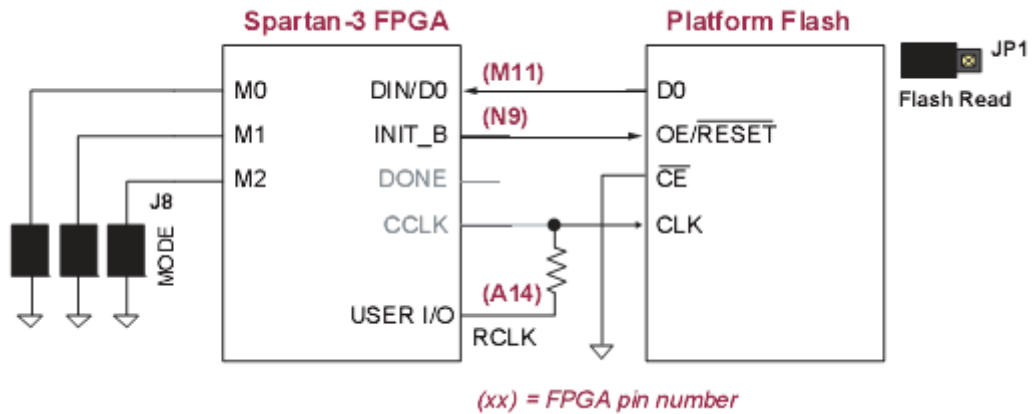 Spartan-3 FPGA
Platform Flash
JP1
Flash Read
M0
M1
M2
J8
MODE
DIN/D0
INIT_B
DONE
CCLK
USER I/O
(M11)
(N9)
(A14)
RCLK
D0
OE/RESET
CE
CLK
(xx) = FPGA pin number